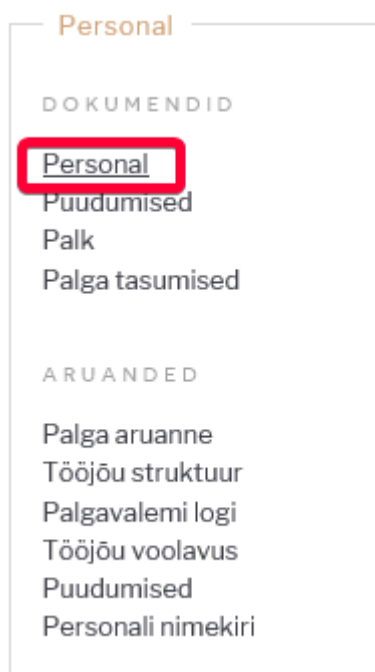 Personal
DOKUMENDID
Personal
Puudumised
Palk
Palga tasumised
ARUANDED
Palga aruanne
Tööjõu struktuur
Palgavalemi logi
Tööjõu voolavus
Puudumised
Personali nimekiri